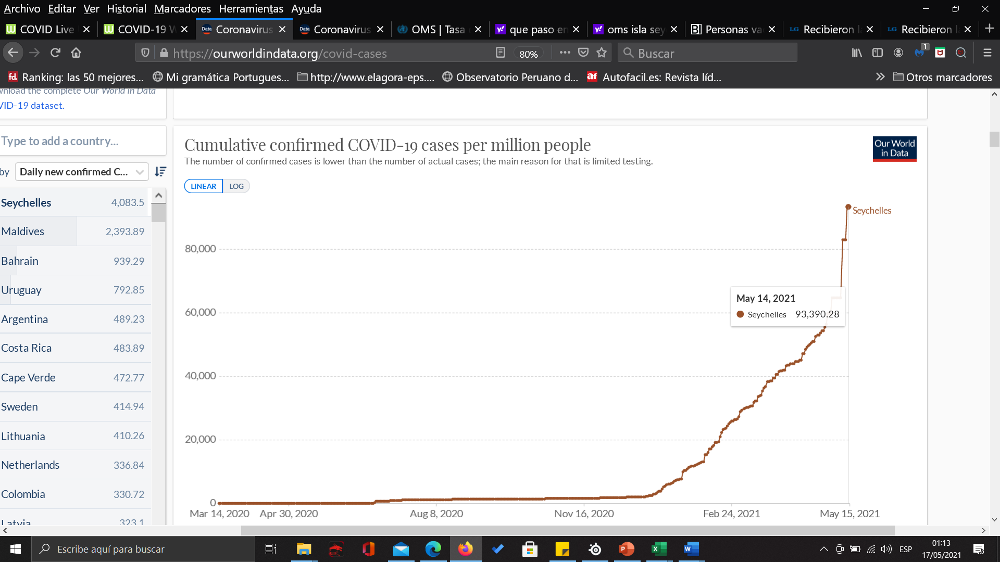 Archivo Editar Ver Historial Marcadores Herramientas Ayuda
COVID Live
COVID-19 W
Coronavirus
Coronavirus
OMS | Tasa
que paso en
oms isla sey
Personas va
Recibieron l
Recibieron la
https://ourworldindata.org/covid-cases
80%
Buscar
1
Ranking: las 50 mejores...
Mi gramática Portugues...
http://www.elagora-eps....
Observatorio Peruano d...
Autofacil.es: Revista líd...
Otros marcadores
wnload the complete Our World in Data
VID-19 dataset.
Type to add a country...
by Daily new confirmed C...
Seychelles 4,083.5
Maldives 2,393.89
Bahrain 939.29
Uruguay 792.85
Argentina 489.23
Costa Rica 483.89
Cape Verde 472.77
Sweden 414.94
Lithuania 410.26
Netherlands 336.84
Colombia 330.72
Latvia 323.1
Cumulative confirmed COVID-19 cases per million people
The number of confirmed cases is lower than the number of actual cases; the main reason for that is limited testing.
Our World
in Data
LINEAR LOG
Seychelles
80,000
60,000
40,000
20,000
0
May 14, 2021
Seychelles 93,390.28
Mar 14, 2020 Apr 30, 2020 Aug 8, 2020 Nov 16, 2020 Feb 24, 2021 May 15, 2021
Escribe aquí para buscar
ESP
01:13
17/05/2021